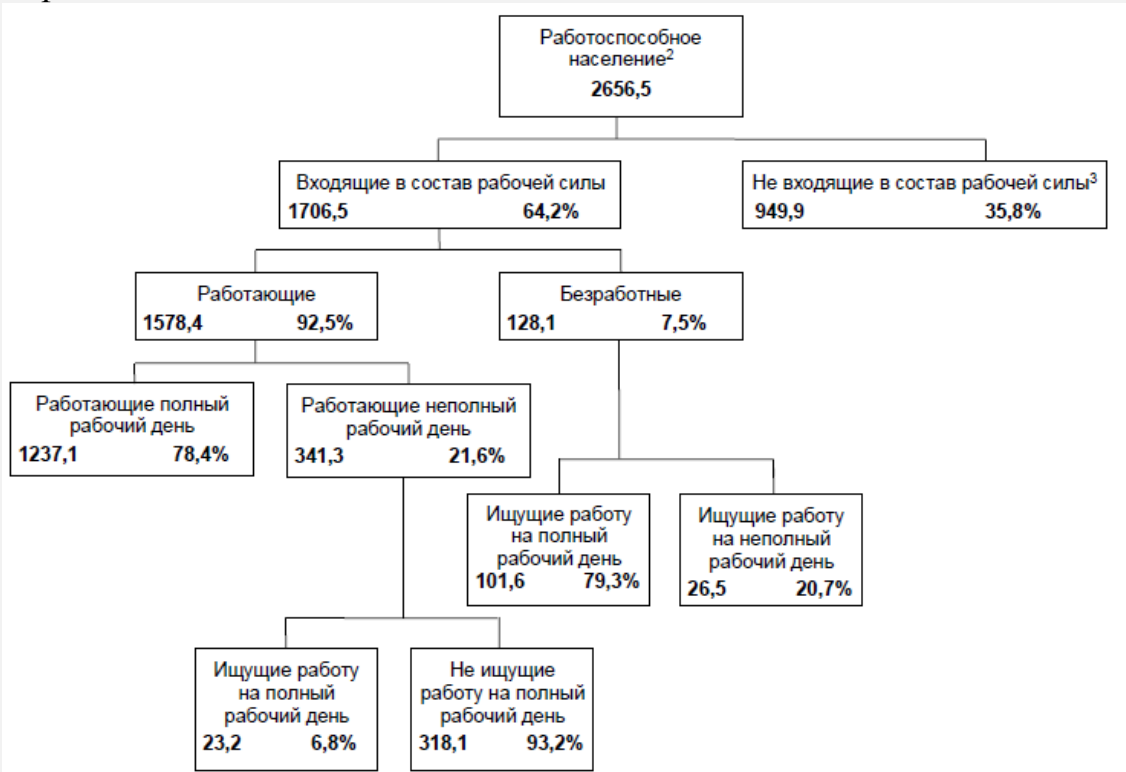 Работоспособное
население²
2656,5
Входящие в состав рабочей силы
1706,5 64,2%
Не входящие в состав рабочей силы³
949,9 35,8%
Работающие
1578,4 92,5%
Безработные
128,1 7,5%
Работающие полный
рабочий день
1237,1 78,4%
Работающие неполный
рабочий день
341,3 21,6%
Ищущие работу
на полный
рабочий день
101,6 79,3%
Ищущие работу
на неполный
рабочий день
26,5 20,7%
Ищущие работу
на полный
рабочий день
23,2 6,8%
Не ищущие
работу на полный
рабочий день
318,1 93,2%